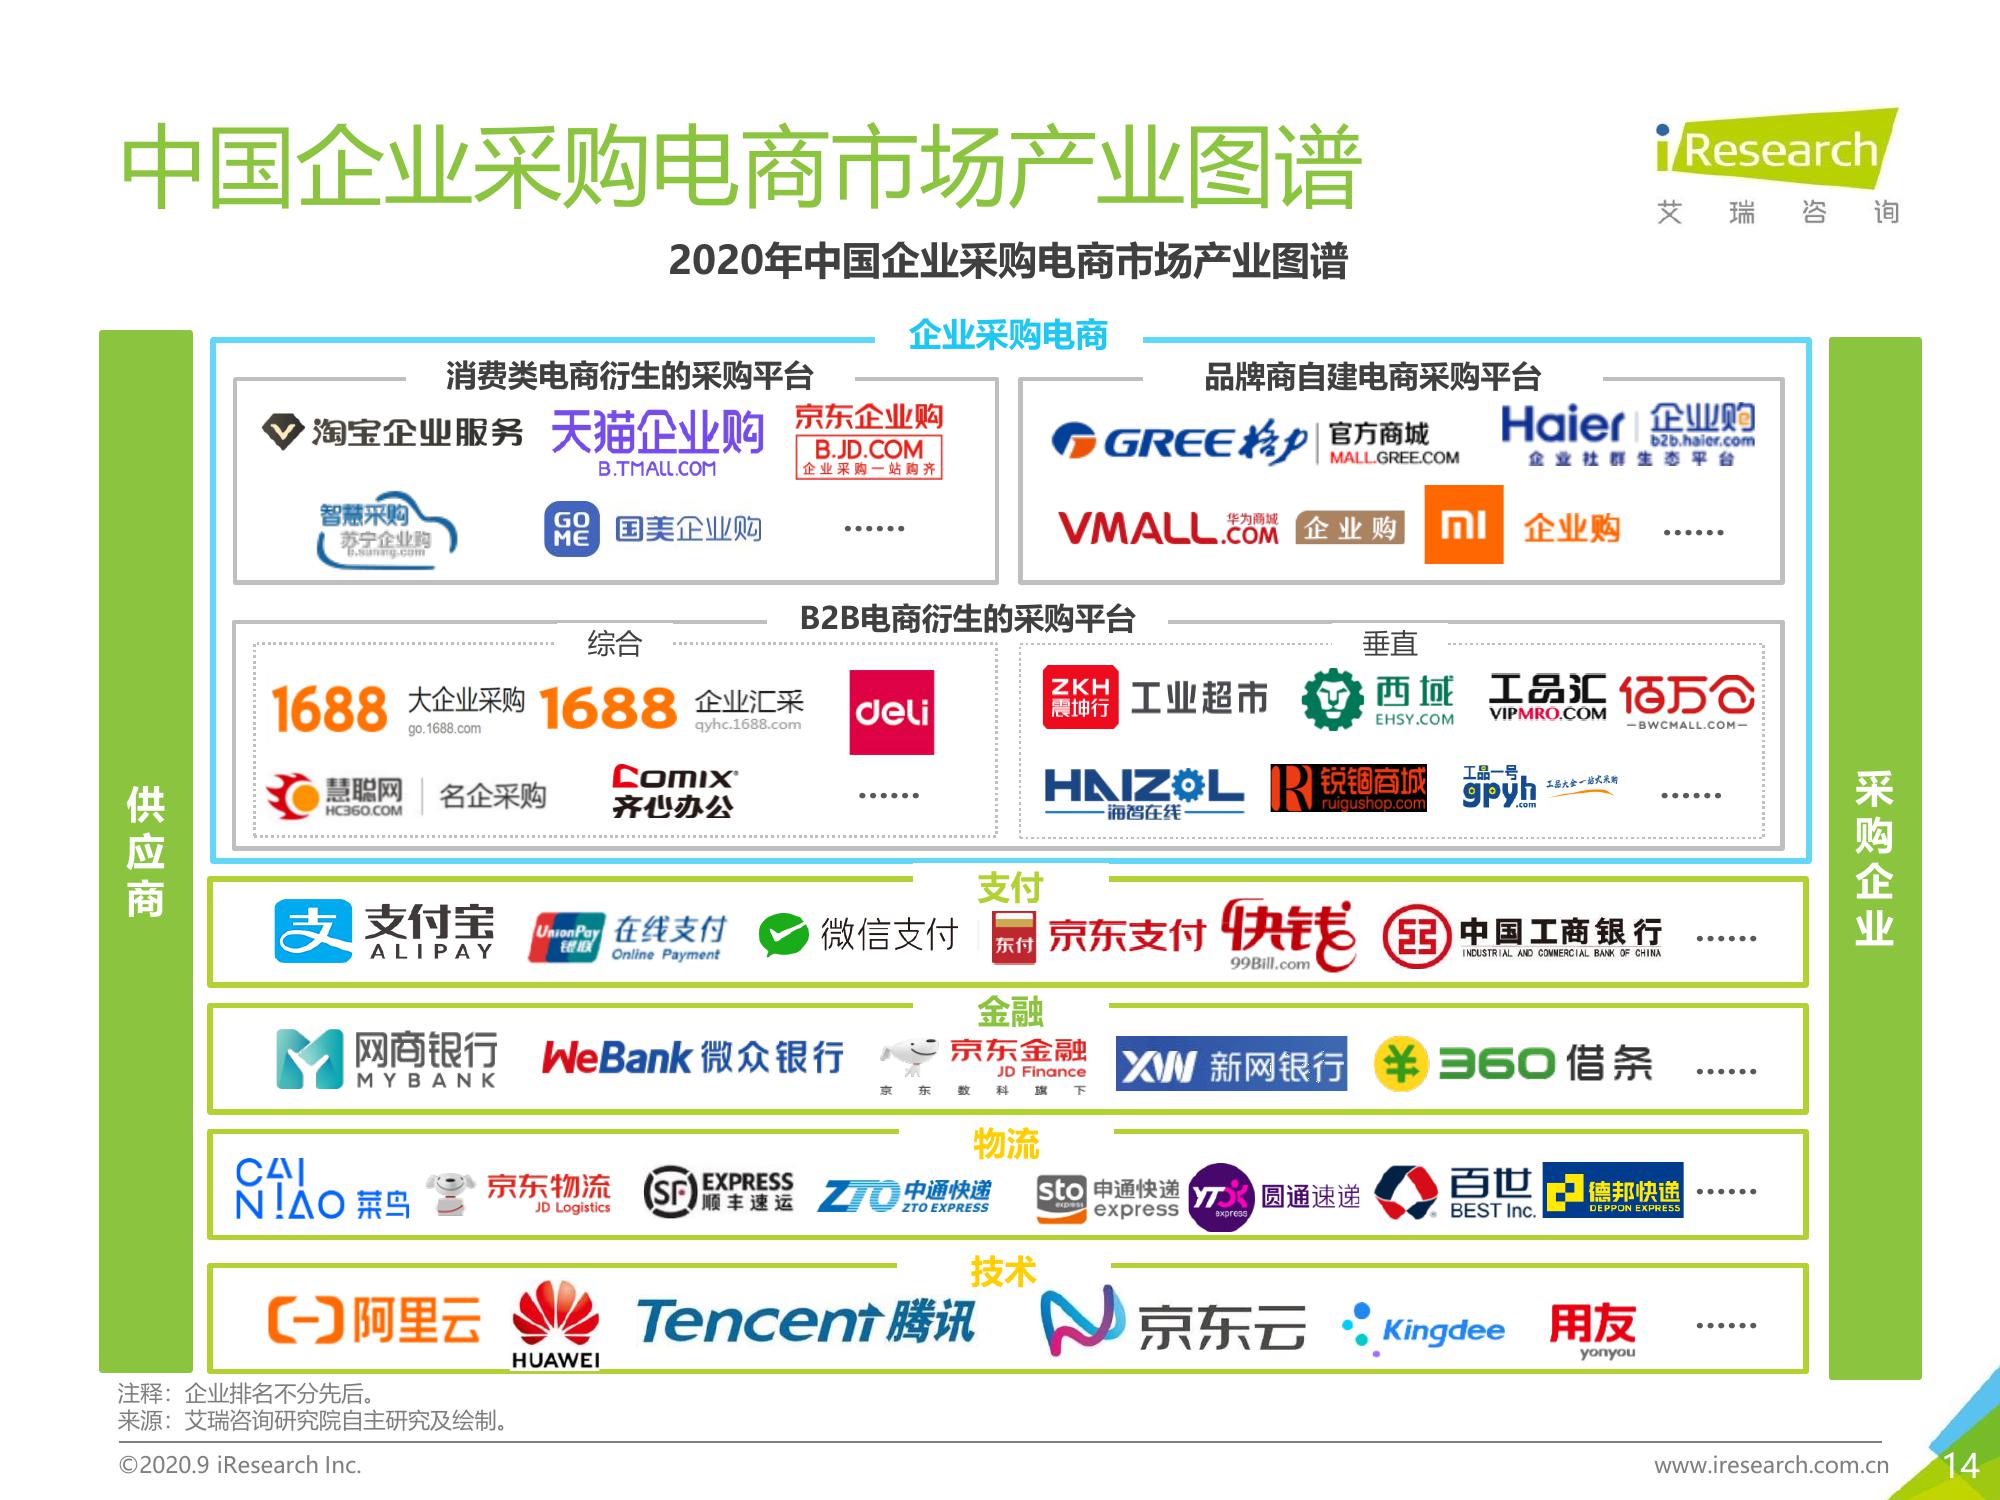 中国企业采购电商市场产业图谱
iResearch
艾瑞咨询
2020年中国企业采购电商市场产业图谱
供应商
采购企业
企业采购电商
消费类电商衍生的采购平台
淘宝企业服务
天猫企业购
B.TMALL.COM
京东企业购
B.JD.COM
企业采购一站购齐
智慧采购
苏宁企业购
b.suning.com
GOME
国美企业购
......
品牌商自建电商采购平台
GREE格力
官方商城
MALL.GREE.COM
Haier
企业购
b2b.haier.com
企业社群生态平台
VMALL.COM
华为商城
企业购
mi
企业购
......
B2B电商衍生的采购平台
综合
1688
大企业采购
go.1688.com
1688
企业汇采
qyhc.1688.com
deli
慧聪网
HC360.COM
名企采购
COMIX
齐心办公
......
垂直
ZKH
震坤行
工业超市
西域
EHSY.COM
工品汇
VIPMRO.COM
佰万仓
—BWCMALL.COM—
HAIZOL
海智在线
R
锐锢商城
ruigushop.com
工品一号
gpyh.com
工品大全一站式采购
......
支付
支付宝
ALIPAY
UnionPay
银联
在线支付
Online Payment
微信支付
东付
京东支付
快钱
99Bill.com
中国工商银行
INDUSTRIAL AND COMMERCIAL BANK OF CHINA
......
金融
网商银行
MYBANK
WeBank 微众银行
京东金融
JD Finance
京东数科旗下
XW 新网银行
360借条
......
物流
CAINIAO 菜鸟
京东物流
JD Logistics
SF EXPRESS
顺丰速运
ZTO 中通快递
ZTO EXPRESS
sto express
申通快递
express
YTO express
圆通速递
百世
BEST Inc.
德邦快递
DEPPON EXPRESS
......
技术
阿里云
HUAWEI
Tencent 腾讯
京东云
Kingdee
用友
yonyou
......
注释：企业排名不分先后。
来源：艾瑞咨询研究院自主研究及绘制。
©2020.9 iResearch Inc.
www.iresearch.com.cn
14